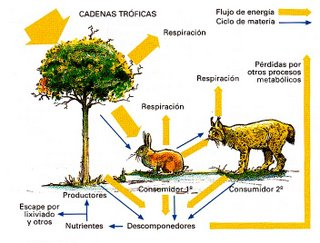 CADENAS TRÓFICAS
Flujo de energía
Ciclo de materia
Respiración
Pérdidas por
otros procesos
metabólicos
Respiración
Respiración
Productores
Consumidor 1º
Consumidor 2º
Escape por
lixiviado
y otros
Nutrientes
Descomponedores